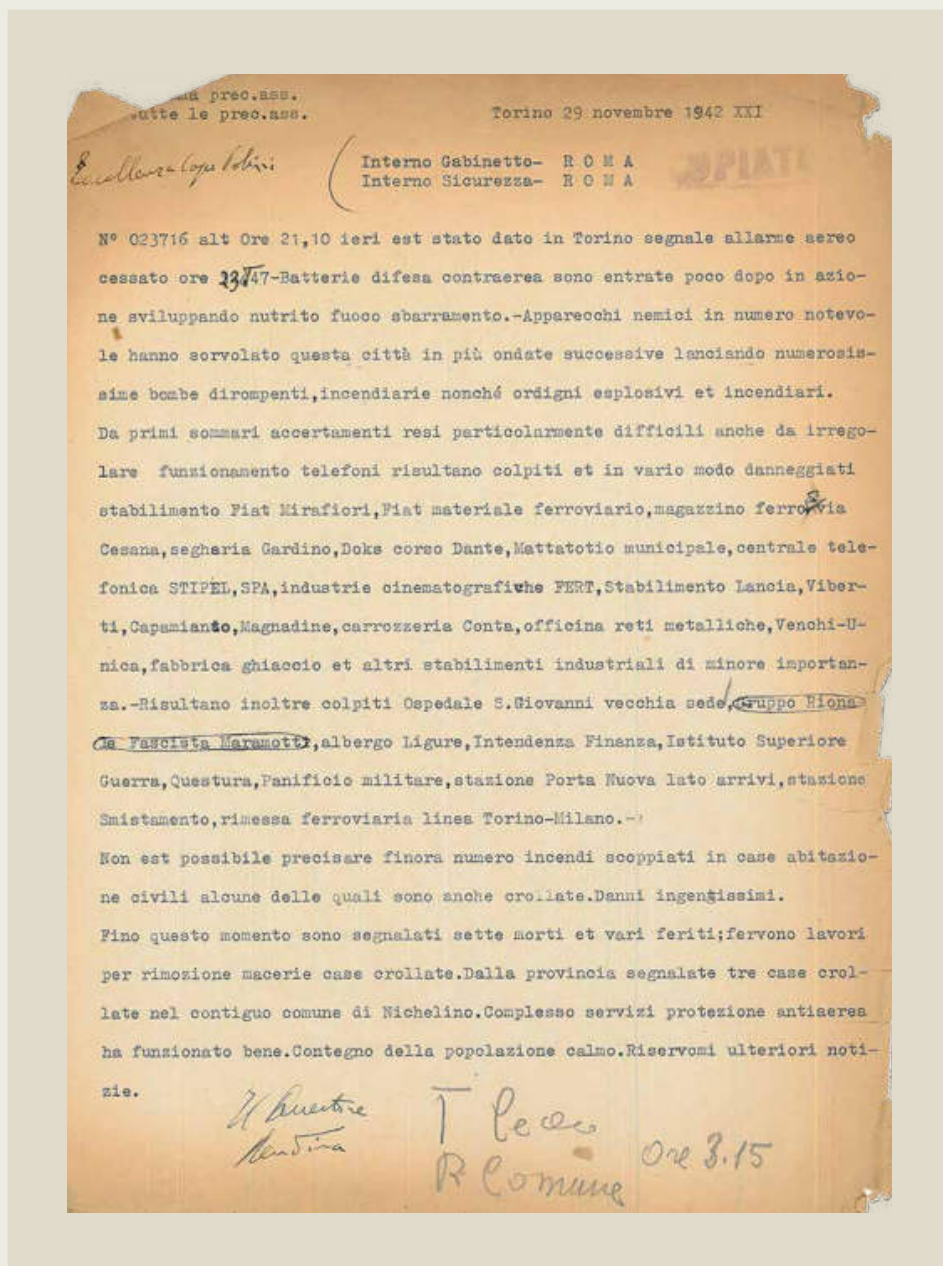 prec.ass.
tutte le prec.ass.
Torino 29 novembre 1942 XXI
Eccellenza Capo Polizia
Interno Gabinetto- R O M A
Interno Sicurezza- R O M A
COPIATO
N° 023716 alt Ore 21,10 ieri est stato dato in Torino segnale allarme aereo
cessato ore 23,47-Batterie difesa contraerea sono entrate poco dopo in azio-
ne sviluppando nutrito fuoco sbarramento.-Apparecchi nemici in numero notevo-
le hanno sorvolato questa città in più ondate successive lanciando numerosis-
sime bombe dirompenti,incendiarie nonché ordigni esplosivi et incendiari.
Da primi sommari accertamenti resi particolarmente difficili anche da irrego-
lare funzionamento telefoni risultano colpiti et in vario modo danneggiati
stabilimento Fiat Mirafiori,Fiat materiale ferroviario,magazzino ferrovia
Cesana,segheria Gardino,Doks corso Dante,Mattatotio municipale,centrale tele-
fonica STIPEL,SPA,industrie cinematografiche FERT,Stabilimento Lancia,Viber-
ti,Capamianto,Magnadine,carrozzeria Conta,officina reti metalliche,Venchi-U-
nica,fabbrica ghiaccio et altri stabilimenti industriali di minore importan-
za.-Risultano inoltre colpiti Ospedale S.Giovanni vecchia sede,Gruppo Riona
le Fascista Maramotti,albergo Ligure,Intendenza Finanza,Istituto Superiore
Guerra,Questura,Panificio militare,stazione Porta Nuova lato arrivi,stazione
Smistamento,rimessa ferroviaria linea Torino-Milano.-
Non est possibile precisare finora numero incendi scoppiati in case abitazio-
ne civili alcune delle quali sono anche crollate.Danni ingentissimi.
Fino questo momento sono segnalati sette morti et vari feriti;fervono lavori
per rimozione macerie case crollate.Dalla provincia segnalate tre case crol-
late nel contiguo comune di Nichelino.Complesso servizi protezione antiaerea
ha funzionato bene.Contegno della popolazione calmo.Riservomi ulteriori noti-
zie.
Il Questore
T
R Comune
Ore 3.15